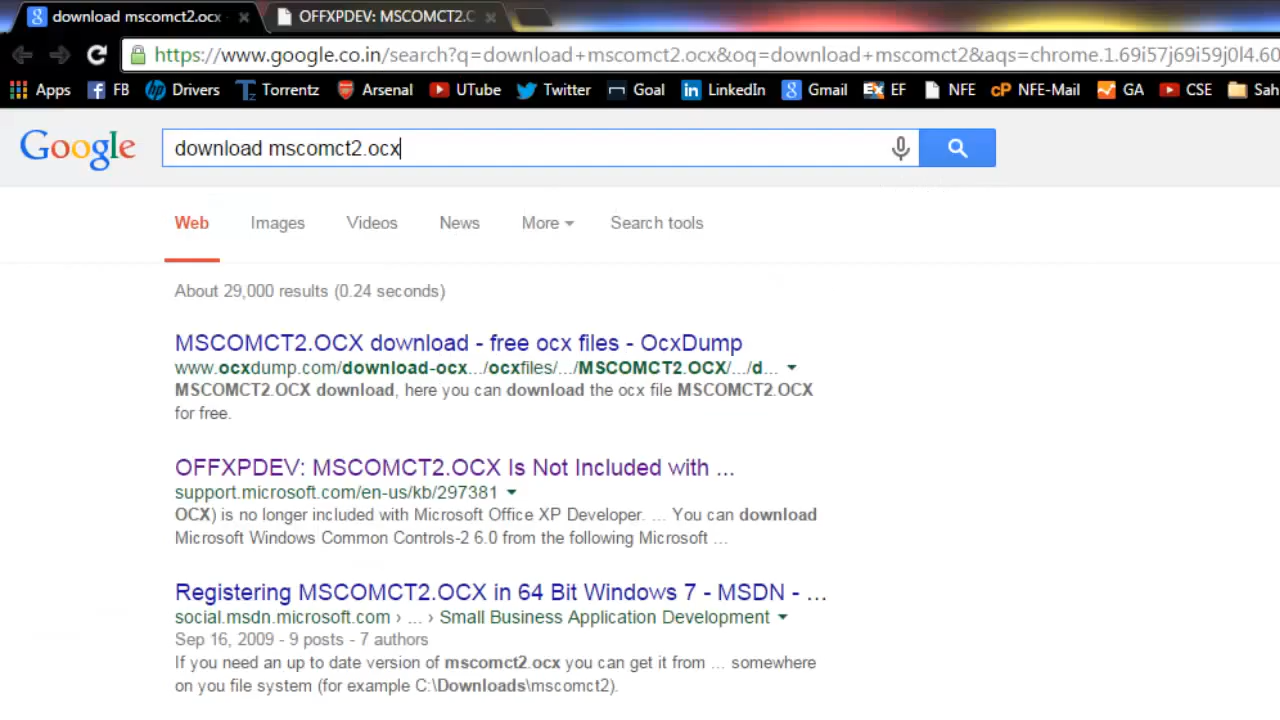 download mscomct2.ocx
OFFXPDEV: MSCOMCT2.C
https://www.google.co.in/search?q=download+mscomct2.ocx&oq=download+mscomct2&aqs=chrome.1.69i57j69i59j0l4.60
Apps FB Drivers Torrentz Arsenal UTube Twitter Goal LinkedIn Gmail EF NFE NFE-Mail GA CSE Sah
Google
download mscomct2.ocx
Web Images Videos News More Search tools
About 29,000 results (0.24 seconds)
MSCOMCT2.OCX download - free ocx files - OcxDump
www.ocxdump.com/download-ocx.../ocxfiles/.../MSCOMCT2.OCX/.../d...
MSCOMCT2.OCX download, here you can download the ocx file MSCOMCT2.OCX
for free.
OFFXPDEV: MSCOMCT2.OCX Is Not Included with ...
support.microsoft.com/en-us/kb/297381
OCX) is no longer included with Microsoft Office XP Developer. ... You can download
Microsoft Windows Common Controls-2 6.0 from the following Microsoft ...
Registering MSCOMCT2.OCX in 64 Bit Windows 7 - MSDN - ...
social.msdn.microsoft.com › ... › Small Business Application Development
Sep 16, 2009 - 9 posts - 7 authors
If you need an up to date version of mscomct2.ocx you can get it from ... somewhere
on you file system (for example C:\Downloads\mscomct2).